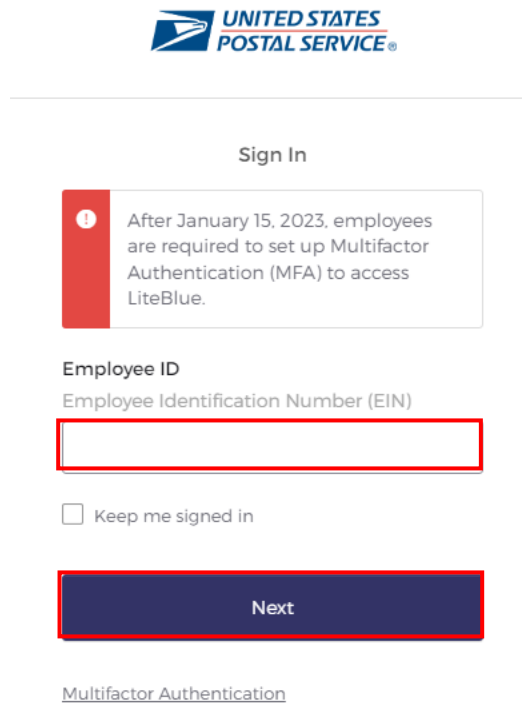 UNITED STATES
POSTAL SERVICE®
Sign In
After January 15, 2023, employees
are required to set up Multifactor
Authentication (MFA) to access
LiteBlue.
Employee ID
Employee Identification Number (EIN)
Keep me signed in
Next
Multifactor Authentication